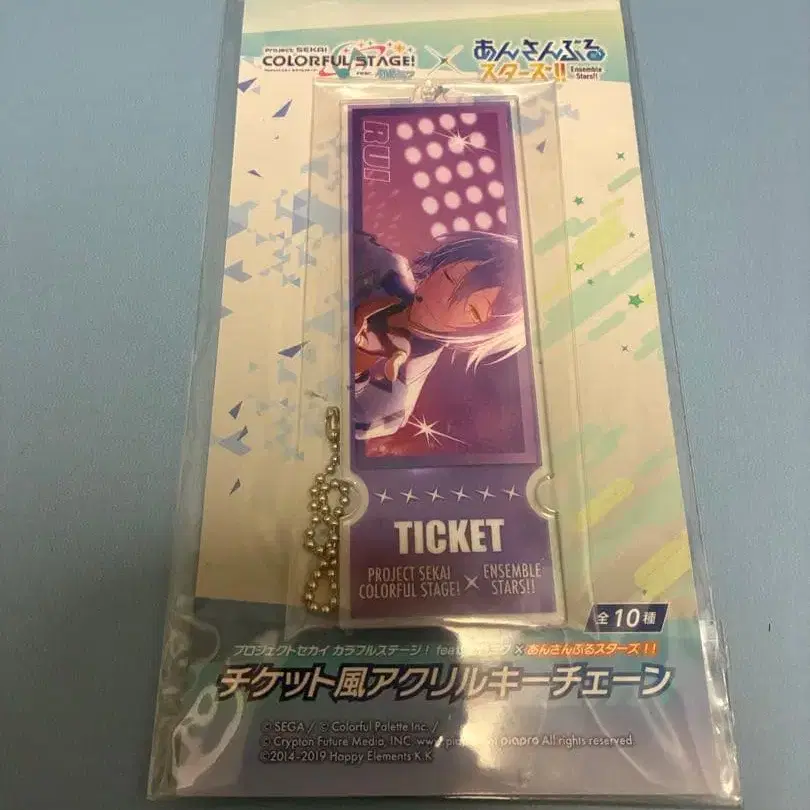 PROJECT SEKAI
COLORFUL STAGE!
feat.
×
あんさんぶる
スターズ!!
Ensemble
Stars!!
RUI
TICKET
PROJECT SEKAI
COLORFUL STAGE!
×
ENSEMBLE
STARS!!
全10種
プロジェクトセカイ カラフルステージ! feat. ×あんさんぶるスターズ!!
チケット風アクリルキーチェーン
© SEGA / © Colorful Palette Inc. /
© Crypton Future Media, INC. www.piapro piapro All rights reserved.
©2014-2019 Happy Elements K.K